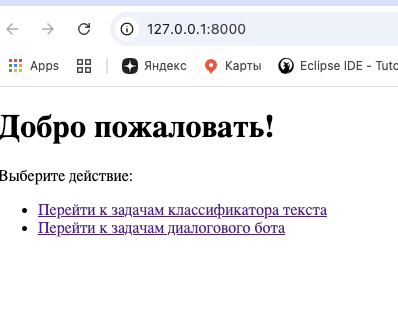 127.0.0.1:8000
Apps Яндекс Карты Eclipse IDE - Tuto
Добро пожаловать!
Выберите действие:
Перейти к задачам классификатора текста
Перейти к задачам диалогового бота